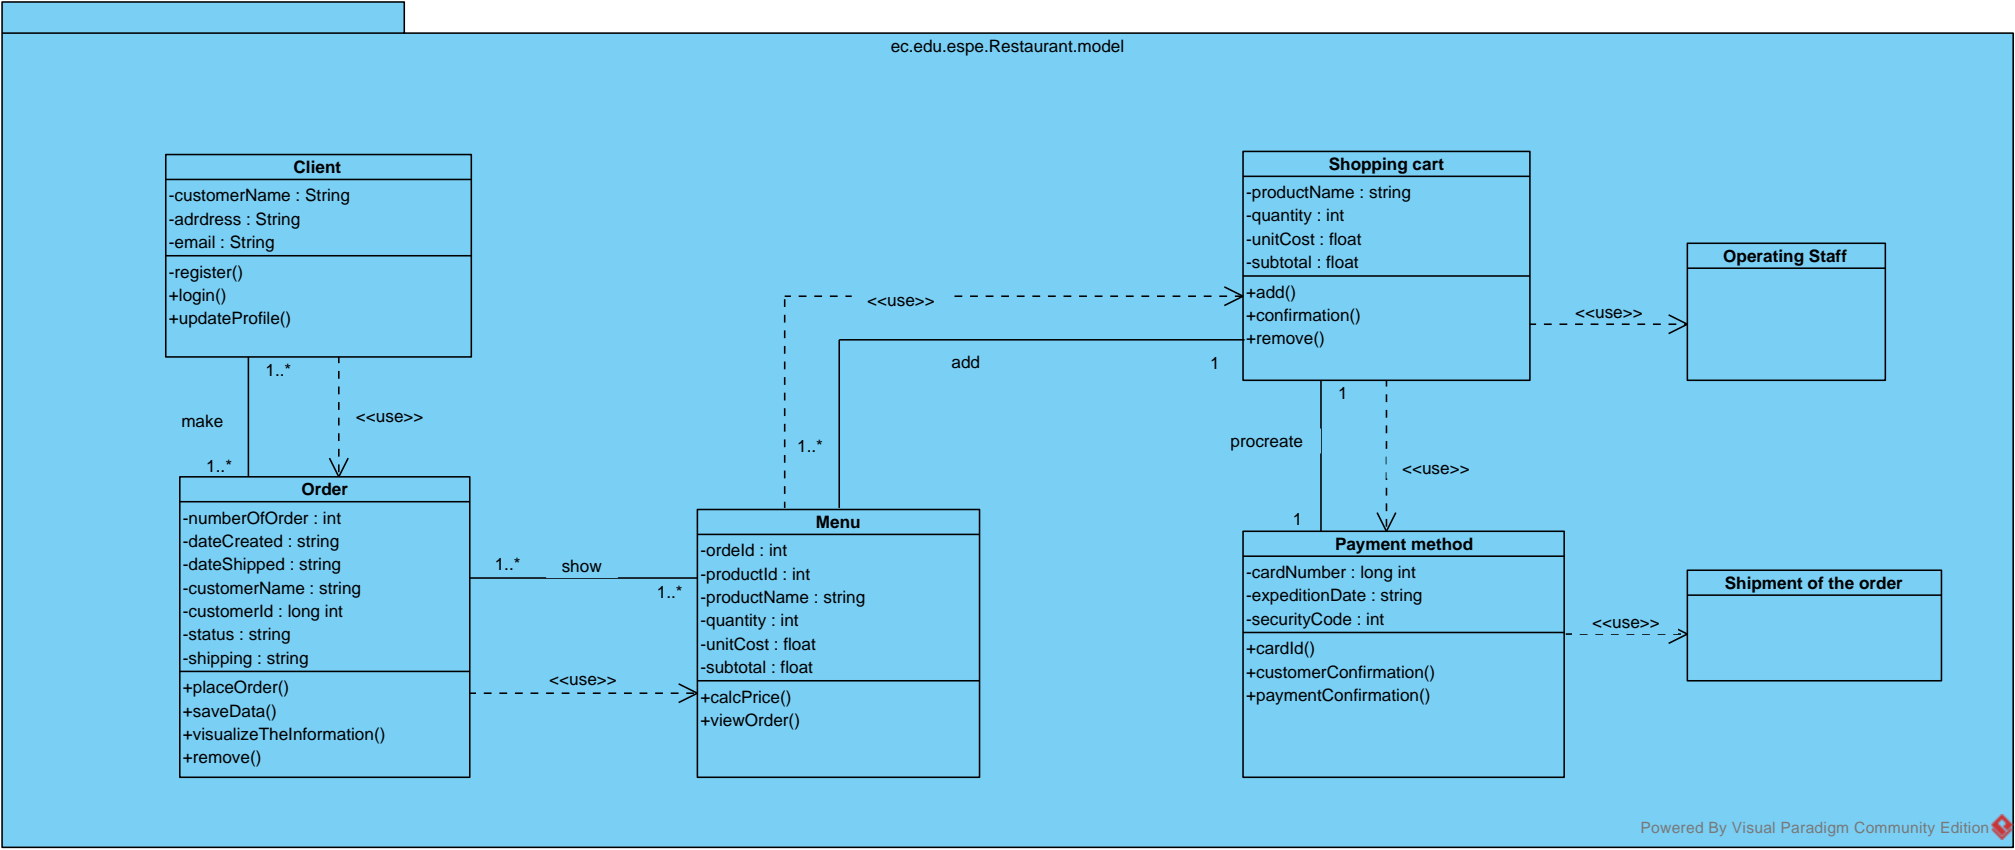 ec.edu.espe.Restaurant.model
Client
-customerName : String
-adrdress : String
-email : String
-register()
+login()
+updateProfile()
1..*
make
<<use>>
1..*
Order
-numberOfOrder : int
-dateCreated : string
-dateShipped : string
-customerName : string
-customerId : long int
-status : string
-shipping : string
+placeOrder()
+saveData()
+visualizeTheInformation()
+remove()
1..*
show
1..*
<<use>>
Menu
-ordeId : int
-productId : int
-productName : string
-quantity : int
-unitCost : float
-subtotal : float
+calcPrice()
+viewOrder()
<<use>>
add
1
1..*
Shopping cart
-productName : string
-quantity : int
-unitCost : float
-subtotal : float
+add()
+confirmation()
+remove()
<<use>>
Operating Staff
1
procreate
<<use>>
1
Payment method
-cardNumber : long int
-expeditionDate : string
-securityCode : int
+cardId()
+customerConfirmation()
+paymentConfirmation()
<<use>>
Shipment of the order
Powered By Visual Paradigm Community Edition